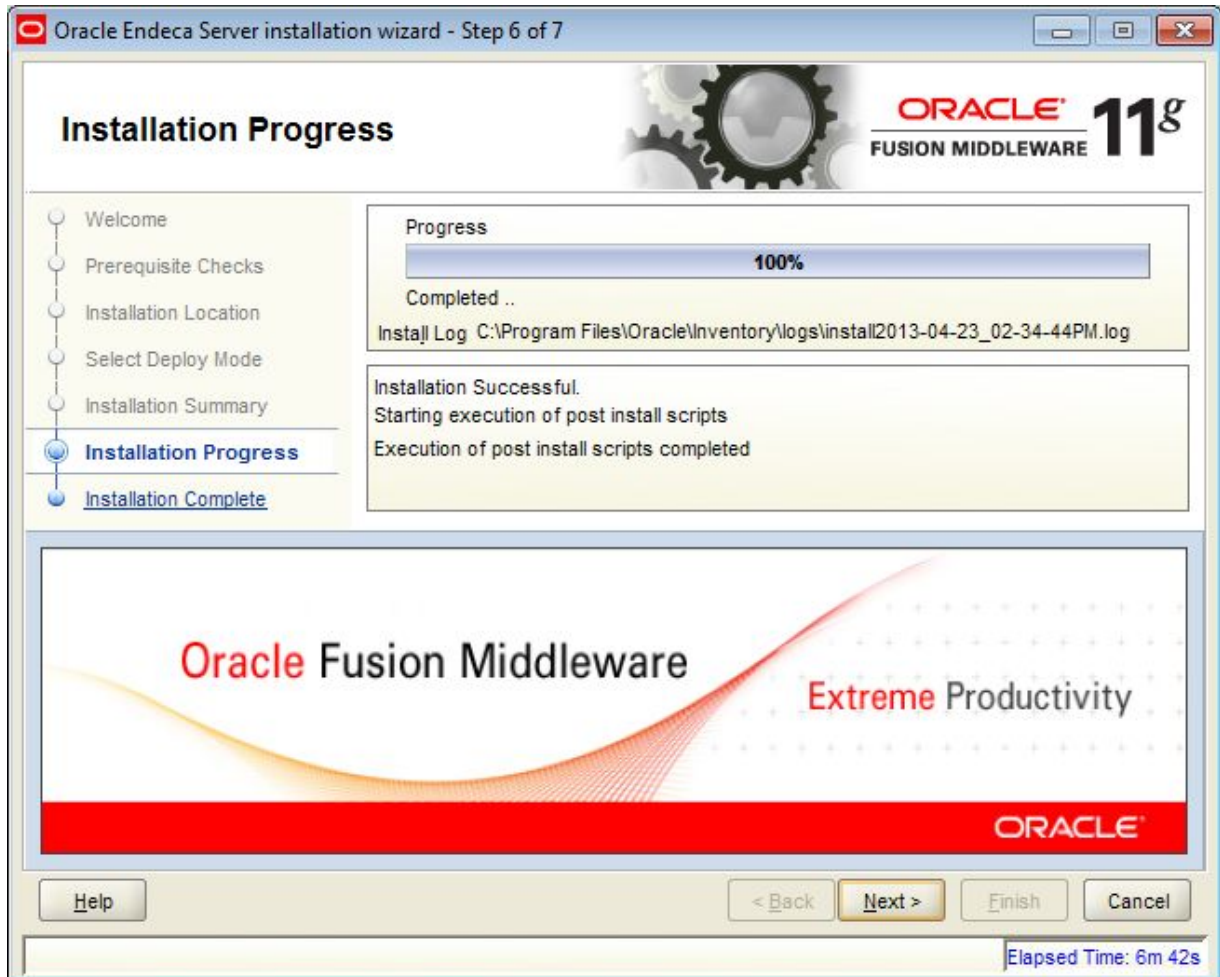 Oracle Endeca Server installation wizard - Step 6 of 7
Installation Progress
ORACLE®
FUSION MIDDLEWARE
11g
Welcome
Prerequisite Checks
Installation Location
Select Deploy Mode
Installation Summary
Installation Progress
Installation Complete
Progress
100%
Completed ..
Install Log C:\Program Files\Oracle\Inventory\logs\install2013-04-23_02-34-44PM.log
Installation Successful.
Starting execution of post install scripts
Execution of post install scripts completed
Oracle Fusion Middleware
Extreme Productivity
ORACLE®
Help
< Back
Next >
Finish
Cancel
Elapsed Time: 6m 42s